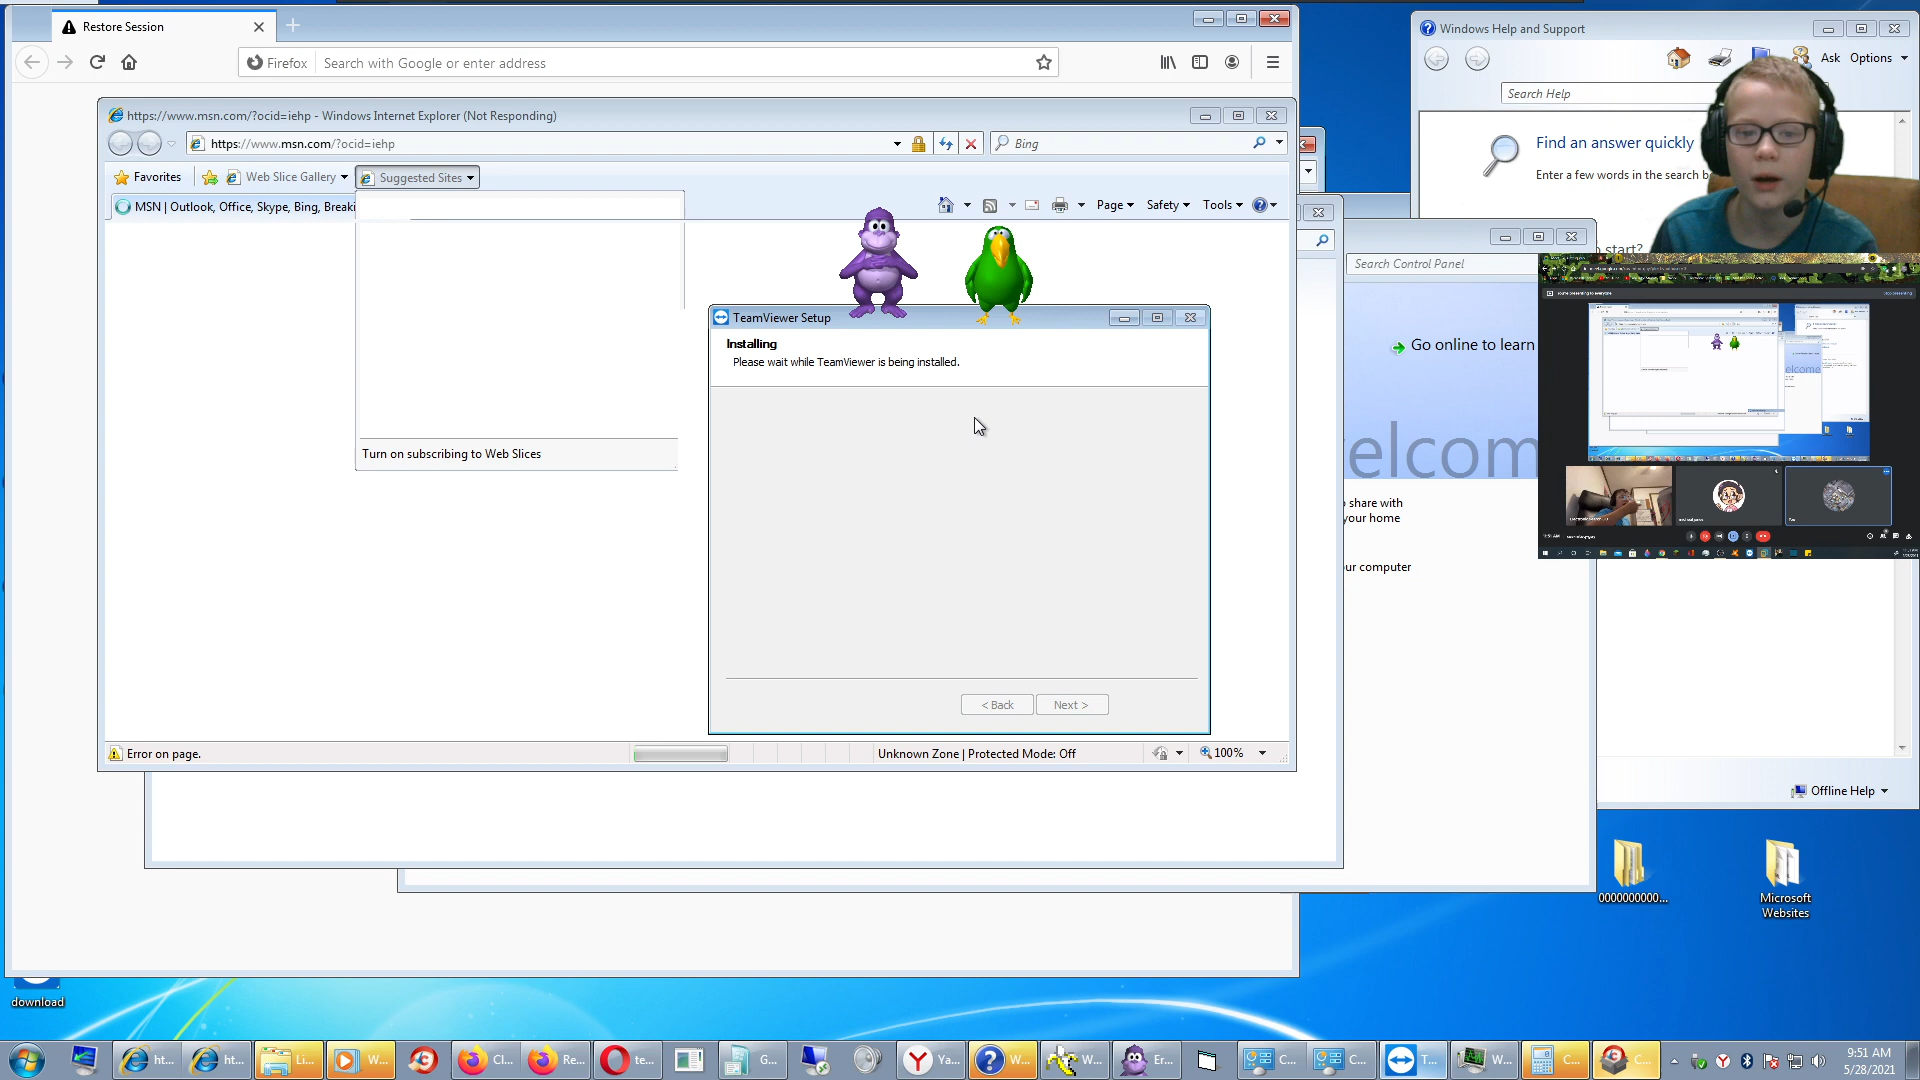 Restore Session
Firefox
Search with Google or enter address
https://www.msn.com/?ocid=iehp - Windows Internet Explorer (Not Responding)
https://www.msn.com/?ocid=iehp
Bing
Favorites
Web Slice Gallery
Suggested Sites
MSN | Outlook, Office, Skype, Bing, Breaki
Page
Safety
Tools
Turn on subscribing to Web Slices
TeamViewer Setup
Installing
Please wait while TeamViewer is being installed.
< Back
Next >
Error on page.
Unknown Zone | Protected Mode: Off
100%
Windows Help and Support
Ask
Options
Search Help
Find an answer quickly
Enter a few words in the search b
start?
Search Control Panel
Go online to learn
elcom
share with
your home
ur computer
Offline Help
elcome
0000000000...
Microsoft
Websites
download
ht...
ht...
Li...
W...
Cl...
Re...
te...
G...
Ya...
W...
W...
Er...
C...
C...
T...
W...
C...
C...
9:51 AM
5/28/2021